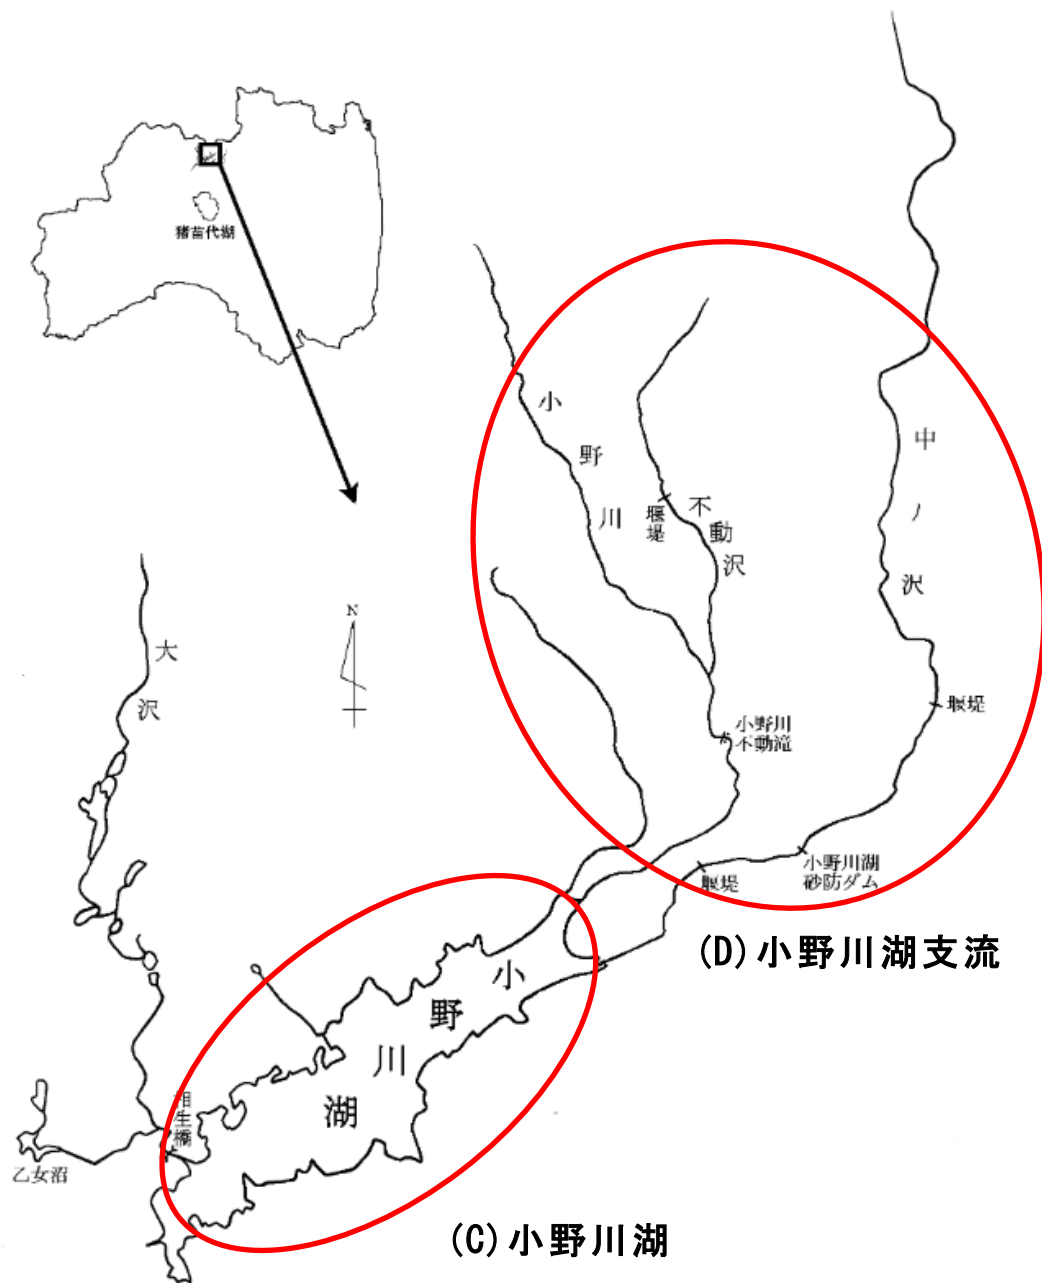 猪苗代湖
小野川
不動沢
堰堤
中ノ沢
N
大沢
堰堤
小野川
不動滝
小野川湖
砂防ダム
堰堤
(D)小野川湖支流
小野川湖
相生橋
乙女沼
(C)小野川湖